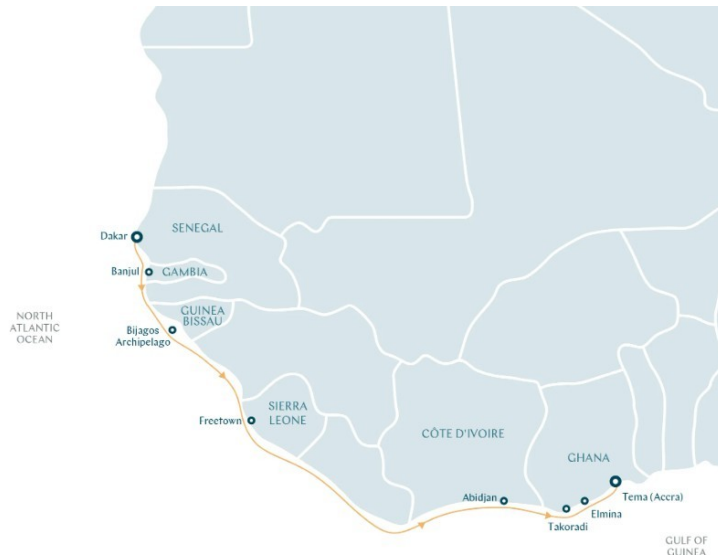 Dakar
SENEGAL
Banjul
GAMBIA
NORTH
ATLANTIC
OCEAN
GUINEA
BISSAU
Bijagos
Archipelago
Freetown
SIERRA
LEONE
CÔTE D'IVOIRE
GHANA
Abidjan
Tema (Accra)
Elmina
Takoradi
GULF OF
GUINEA